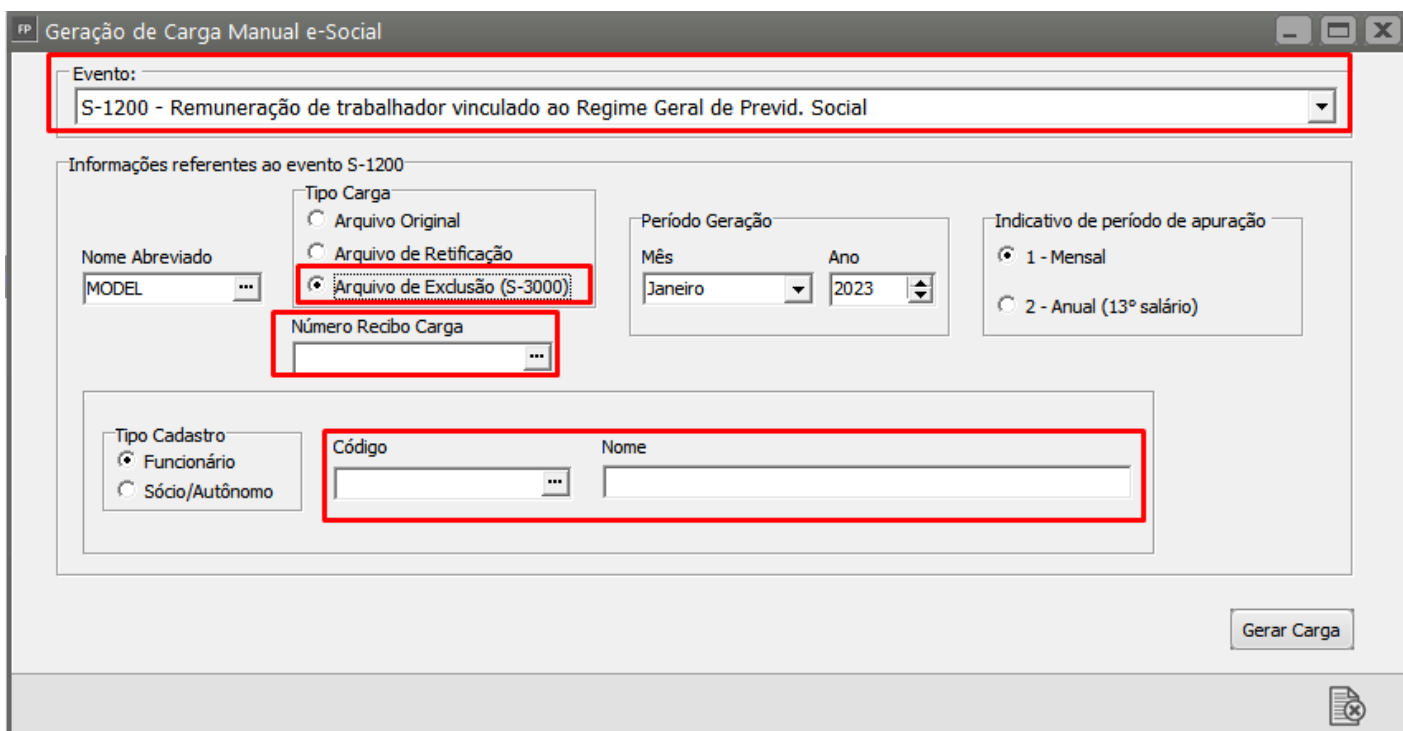 FP Geração de Carga Manual e-Social
Evento:
S-1200 - Remuneração de trabalhador vinculado ao Regime Geral de Previd. Social
Informações referentes ao evento S-1200
Nome Abreviado
MODEL
Tipo Carga
Arquivo Original
Arquivo de Retificação
Arquivo de Exclusão (S-3000)
Número Recibo Carga
Período Geração
Mês Ano
Janeiro 2023
Indicativo de período de apuração
1 - Mensal
2 - Anual (13º salário)
Tipo Cadastro
Funcionário
Sócio/Autônomo
Código Nome
Gerar Carga